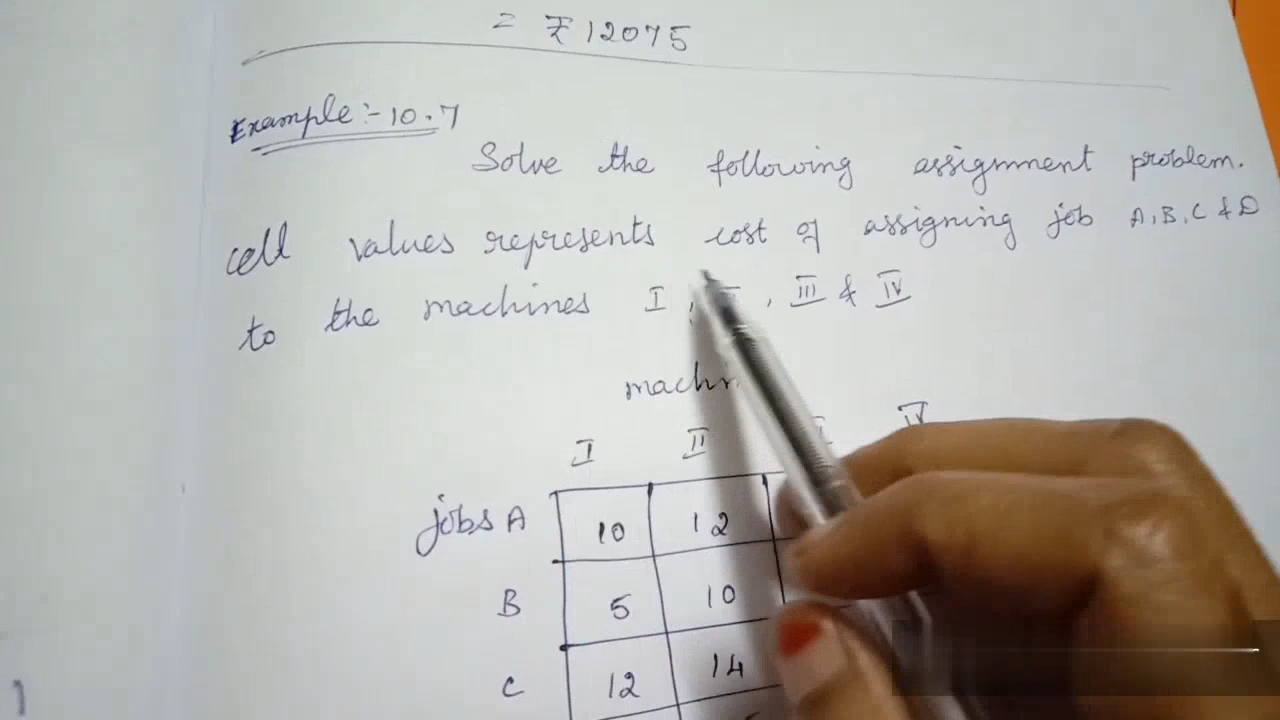 = ₹ 12075
Example :- 10.7
Solve the following assignment problem.
cell values represents cost of assigning job A, B, C & D
to the machines I, III & IV
I II IV
jobs A 10 12
B 5 10
C 12 14
1